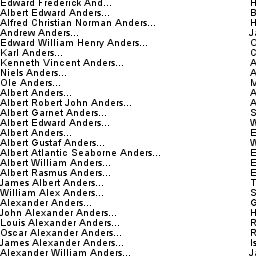 Edward Frederick And... H
Albert Edward Anders... B
Alfred Christian Norman Anders... H
Andrew Anders... Ja
Edward William Henry Anders... C
Karl Anders... C
Kenneth Vincent Anders... A
Niels Anders... A
Ole Anders... M
Albert Anders... A
Albert Robert John Anders... A
Albert Garnet Anders... S
Albert Edward Anders... W
Albert Anders... E
Albert Gustaf Anders... W
Albert Atlantic Seaborne Anders... E
Albert William Anders... E
Albert Rasmus Anders... E
James Albert Anders... T
William Alex Anders... S
Alexander Anders... G
John Alexander Anders... H
Louis Alexander Anders... R
Oscar Alexander Anders... R
James Alexander Anders... Is
Alexander William Anders... Ja